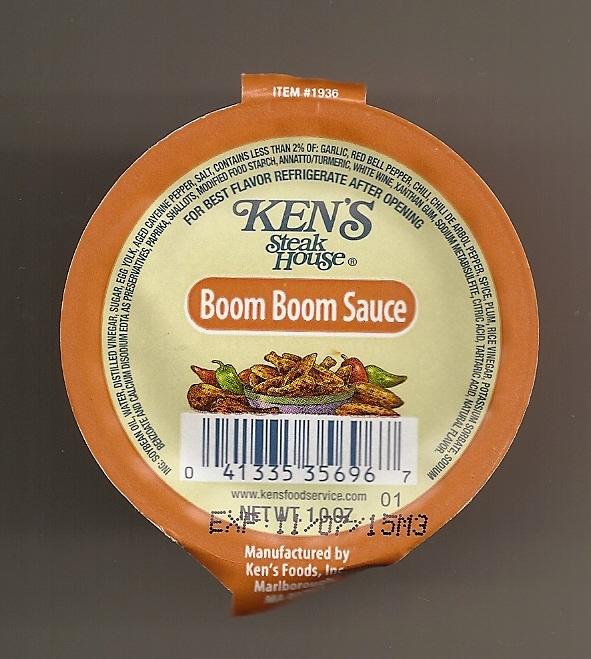 ITEM #1936
ING: SOYBEAN OIL, WATER, DISTILLED VINEGAR, SUGAR, EGG YOLK, AGED CAYENNE PEPPER, SALT, CONTAINS LESS THAN 2% OF: GARLIC, RED BELL PEPPER, CHILI, CHILI DE ARBOL PEPPER, SPICE, PLUM, RICE VINEGAR, POTASSIUM SORBATE, SODIUM
BENZOATE AND CALCIUM DISODIUM EDTA AS PRESERVATIVES, PAPRIKA, SHALLOTS, MODIFIED FOOD STARCH, ANNATTO/TURMERIC, WHITE WINE, XANTHAN GUM, SODIUM METABISULFITE, CITRIC ACID, TARTARIC ACID, NATURAL FLAVOR.
FOR BEST FLAVOR REFRIGERATE AFTER OPENING
KEN'S
Steak
House®
Boom Boom Sauce
0 41335 35696 7
www.kensfoodservice.com 01
NET WT. 1.0 OZ.
EXP 11/07/15M3
Manufactured by
Ken's Foods, Inc.